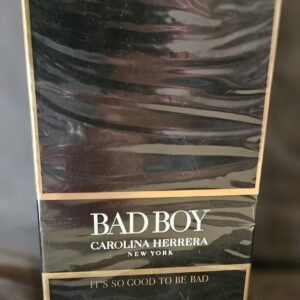 BAD BOY
CAROLINA HERRERA
NEW YORK
IT'S SO GOOD TO BE BAD